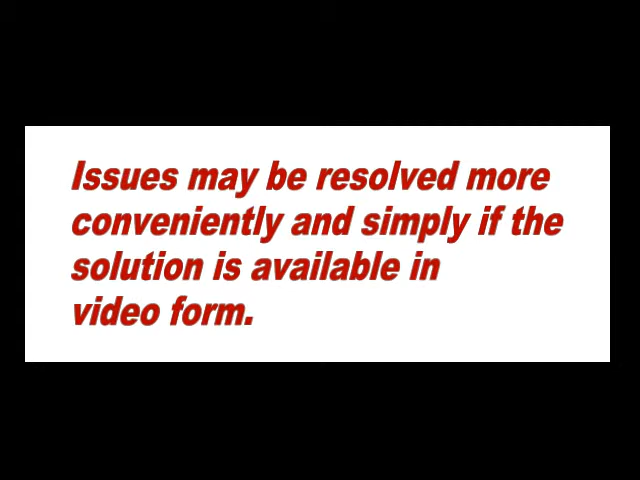 Issues may be resolved more
conveniently and simply if the
solution is available in
video form.